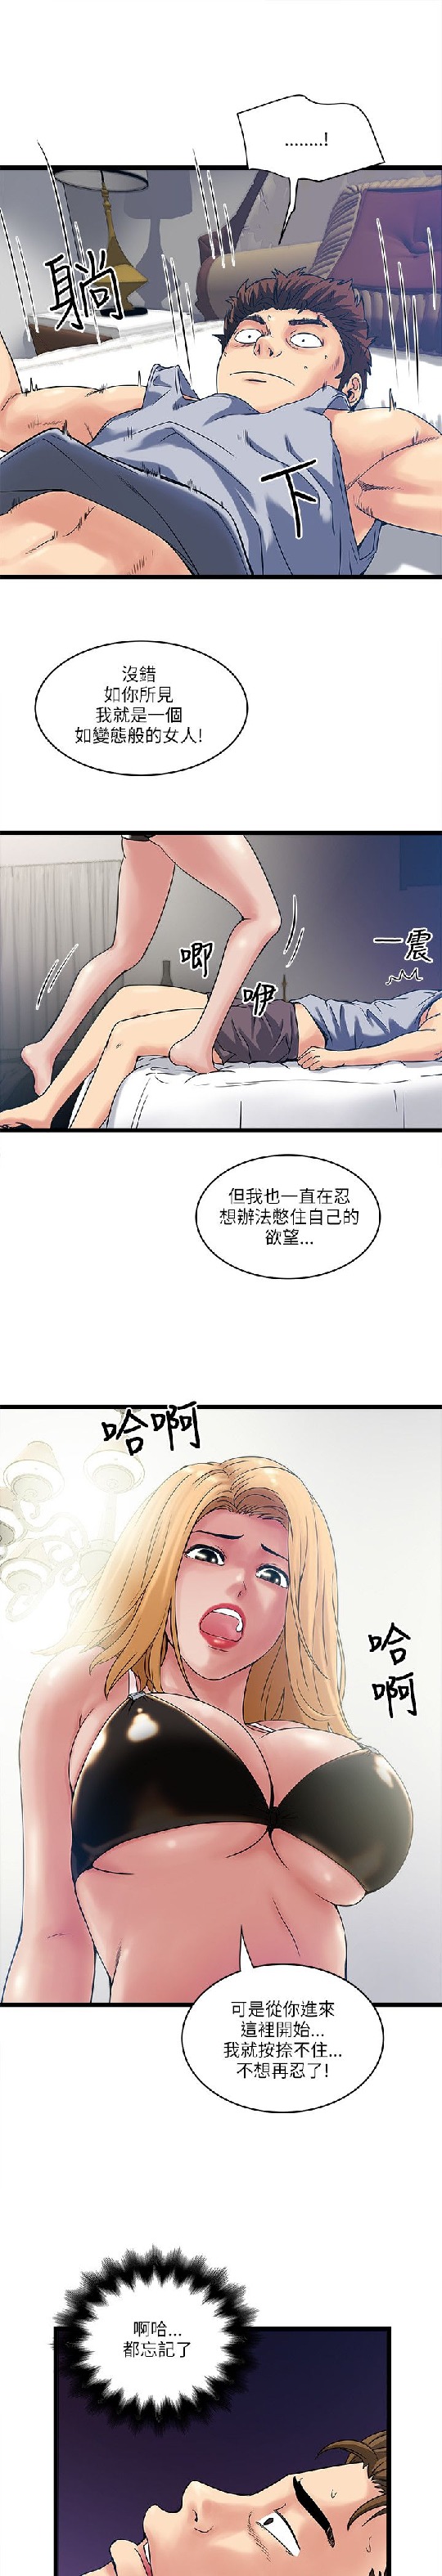 ........!
躺
下
沒錯
如你所見
我就是一個
如變態般的女人!
唧
咿
一震
但我也一直在忍
想辦法憋住自己的
欲望...
哈啊
哈
啊
可是從你進來
這裡開始...
我就按捺不住...
不想再忍了!
啊哈...
都忘記了